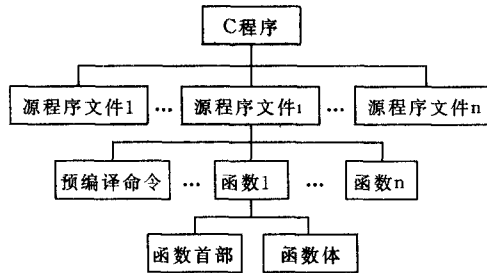 C程序
源程序文件1 … 源程序文件i … 源程序文件n
预编译命令 … 函数1 … 函数n
函数首部 函数体